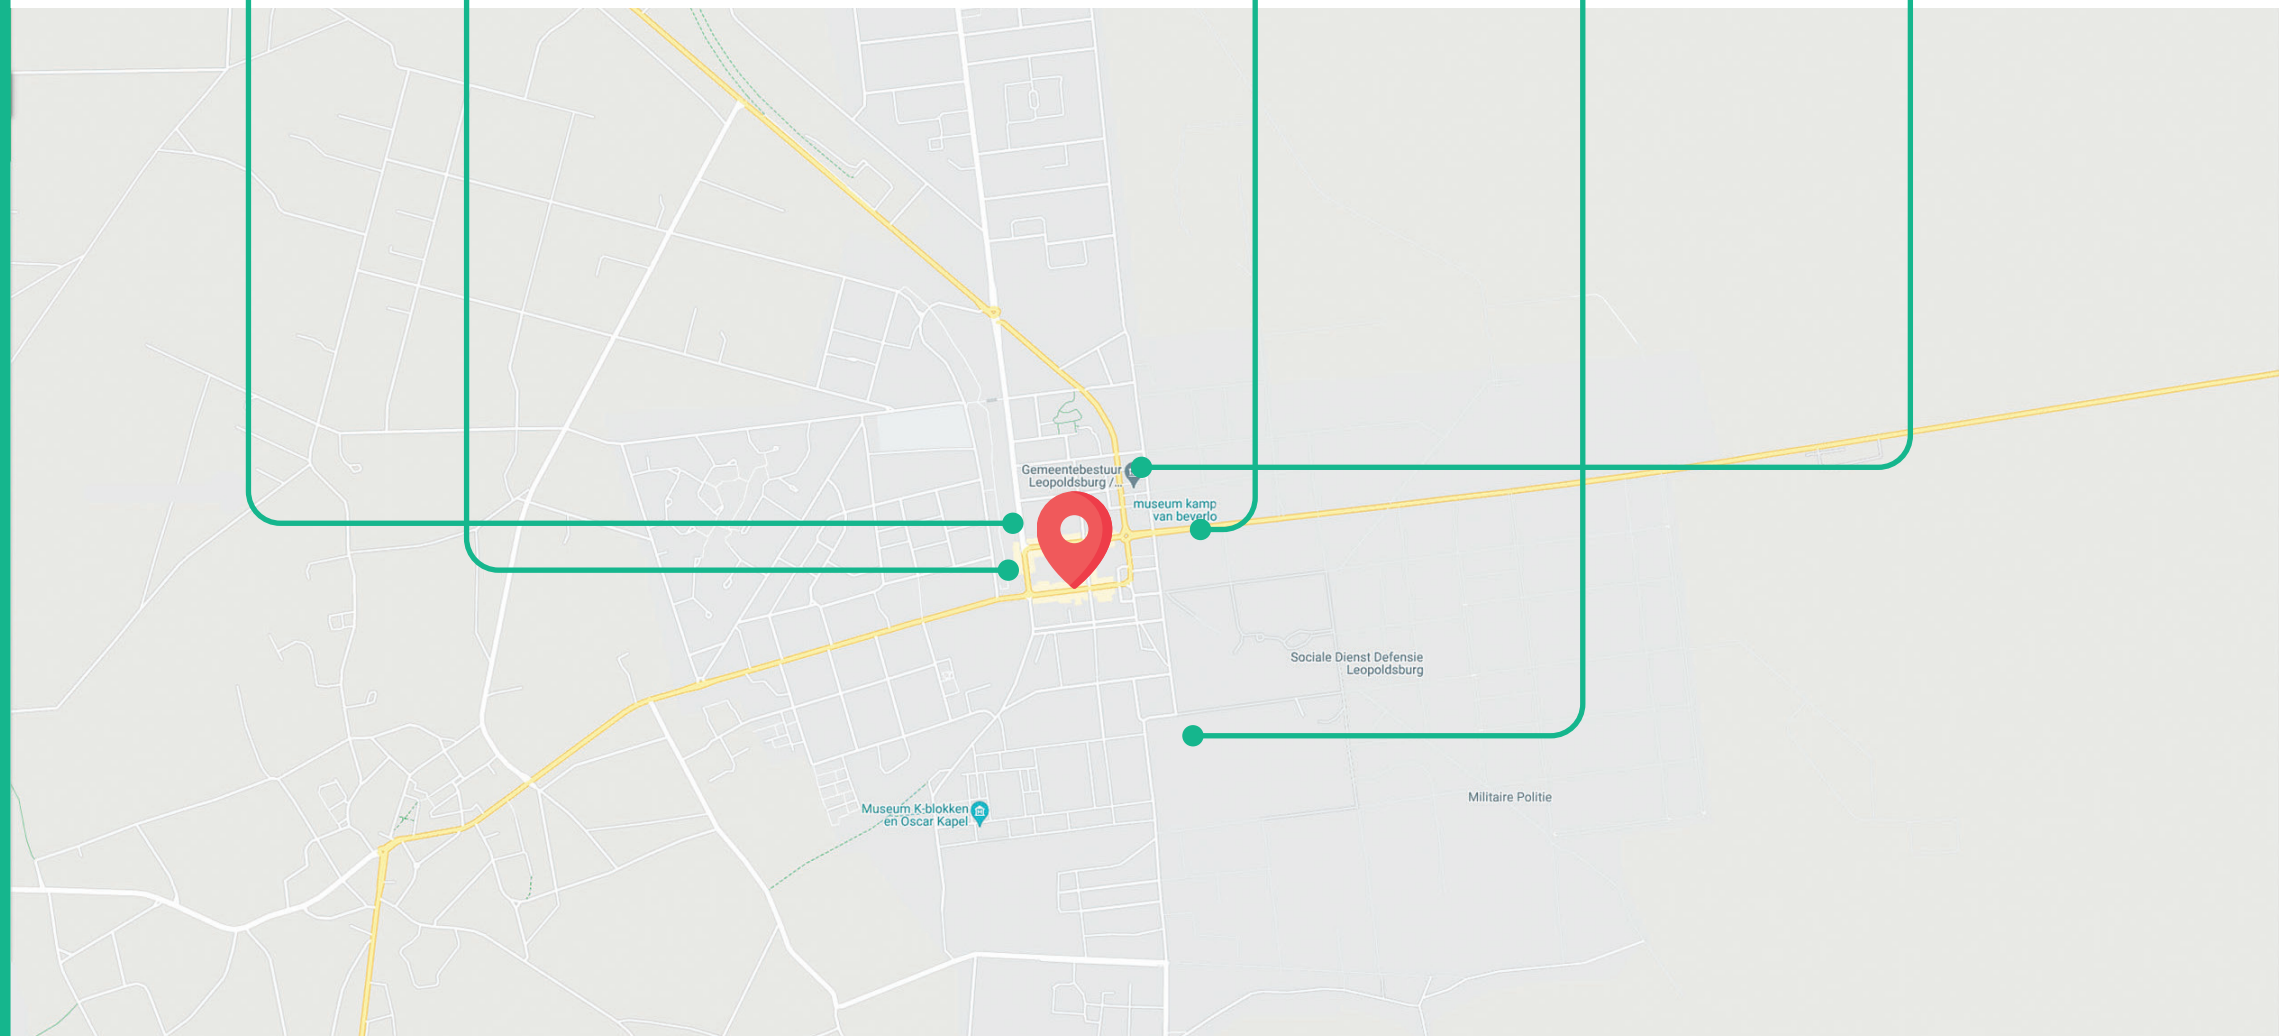 Gemeentebestuur
Leopoldsburg /...
museum kamp
van beverlo
Sociale Dienst Defensie
Leopoldsburg
Militaire Politie
Museum K-blokken
en Oscar Kapel